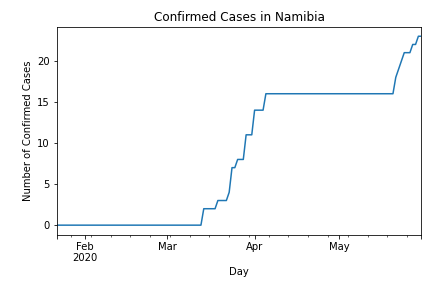 Confirmed Cases in Namibia
Number of Confirmed Cases
20
15
10
5
0
Feb Mar Apr May
2020
Day